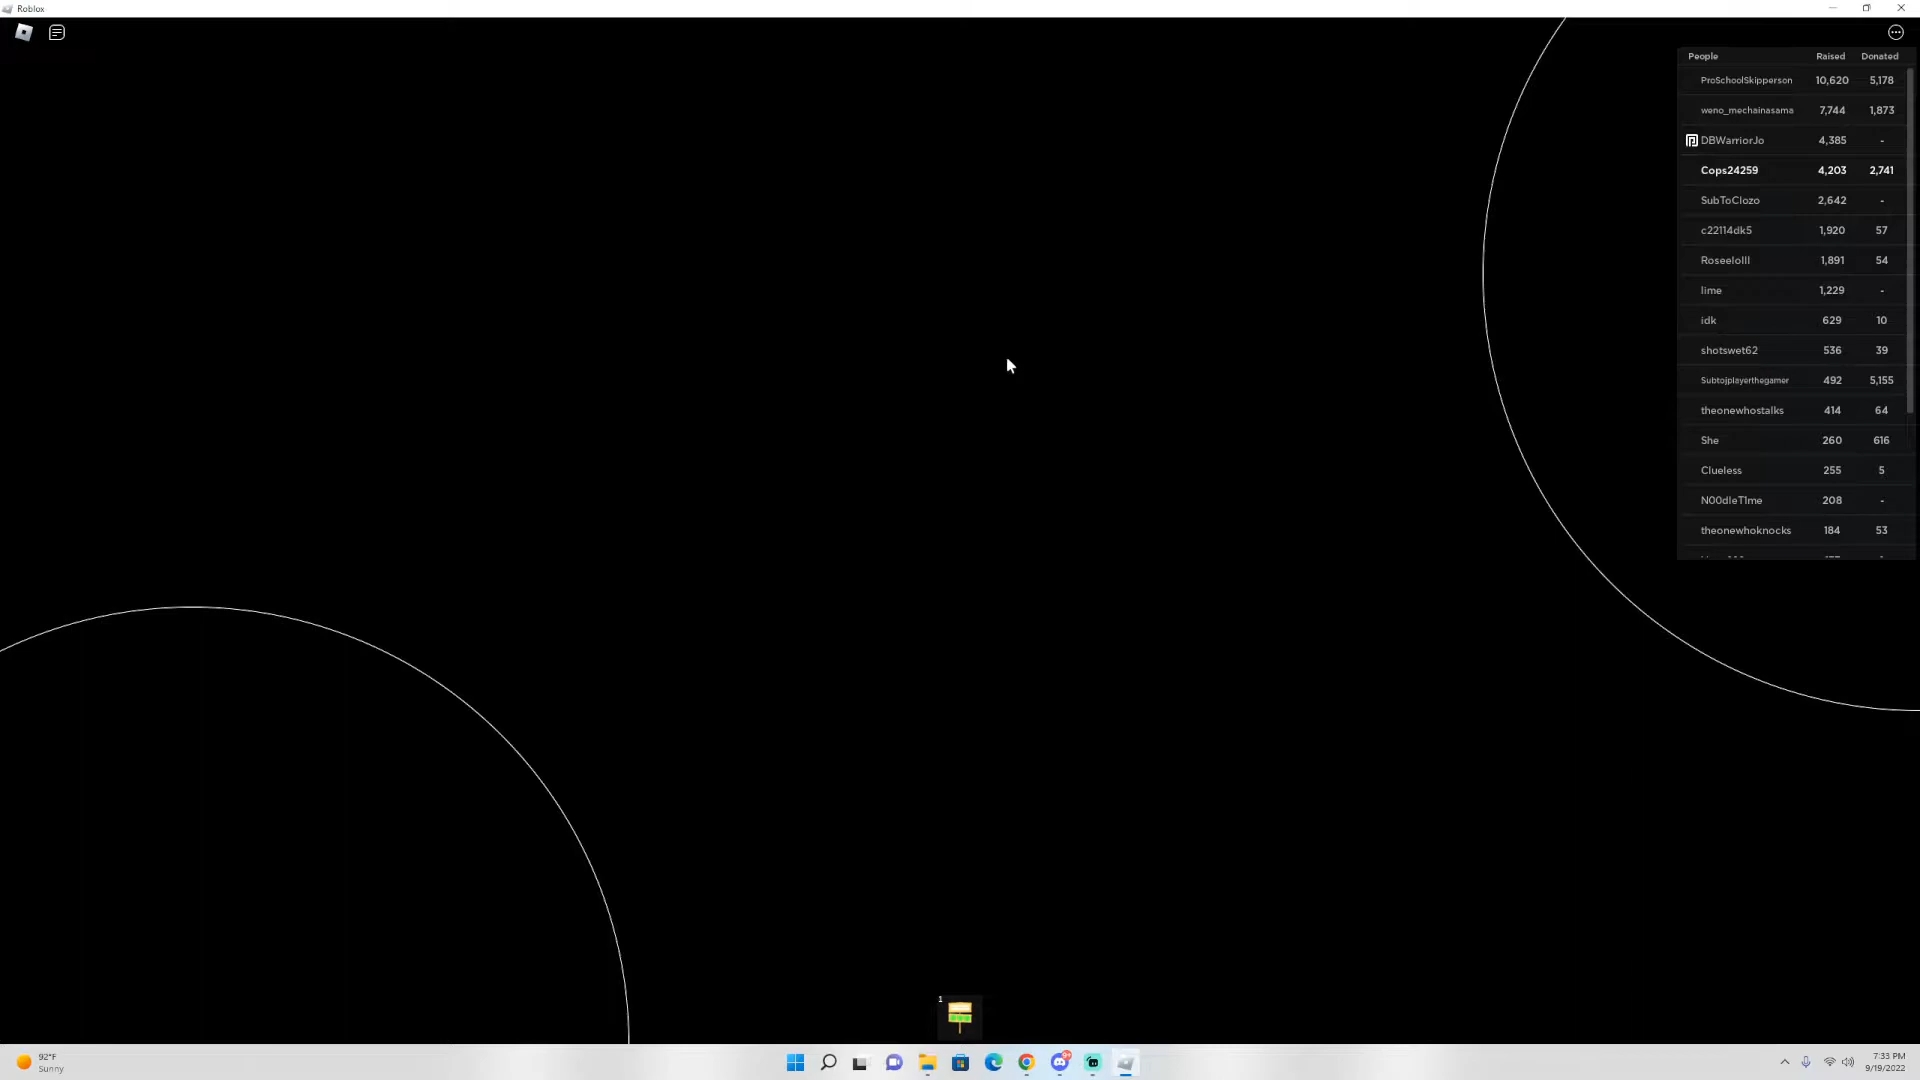 Roblox
People Raised Donated
ProSchoolSkipperson 10,620 5,178
weno_mechainasama 7,744 1,873
DBWarriorJo 4,385 -
Cops24259 4,203 2,741
SubToClozo 2,642 -
c22114dk5 1,920 57
Roseelolll 1,891 54
lime 1,229 -
idk 629 10
shotswet62 536 39
Subtojplayerthegamer 492 5,155
theonewhostalks 414 64
She 260 616
Clueless 255 5
N00dleT1me 208 -
theonewhoknocks 184 53
1
92°F
Sunny
9+
7:33 PM
9/19/2022